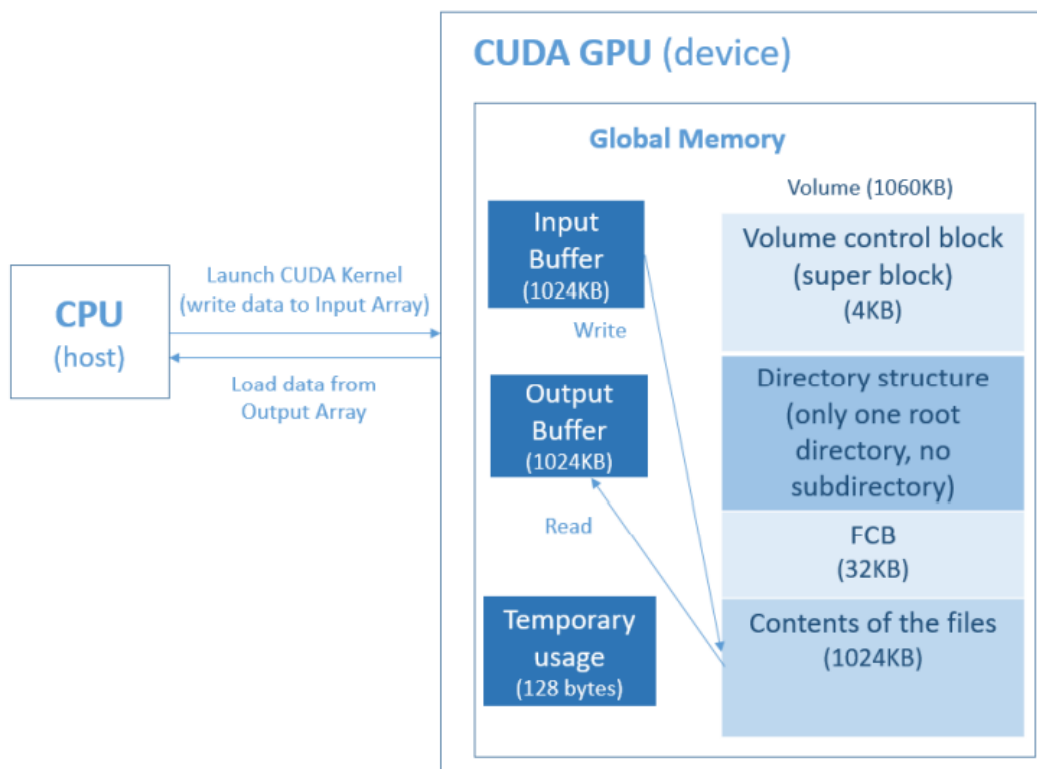 CUDA GPU (device)
Global Memory
Volume (1060KB)
Input
Buffer
(1024KB)
Volume control block
(super block)
(4KB)
CPU
(host)
Launch CUDA Kernel
(write data to Input Array)
Load data from
Output Array
Write
Output
Buffer
(1024KB)
Directory structure
(only one root
directory, no
subdirectory)
Read
FCB
(32KB)
Temporary
usage
(128 bytes)
Contents of the files
(1024KB)